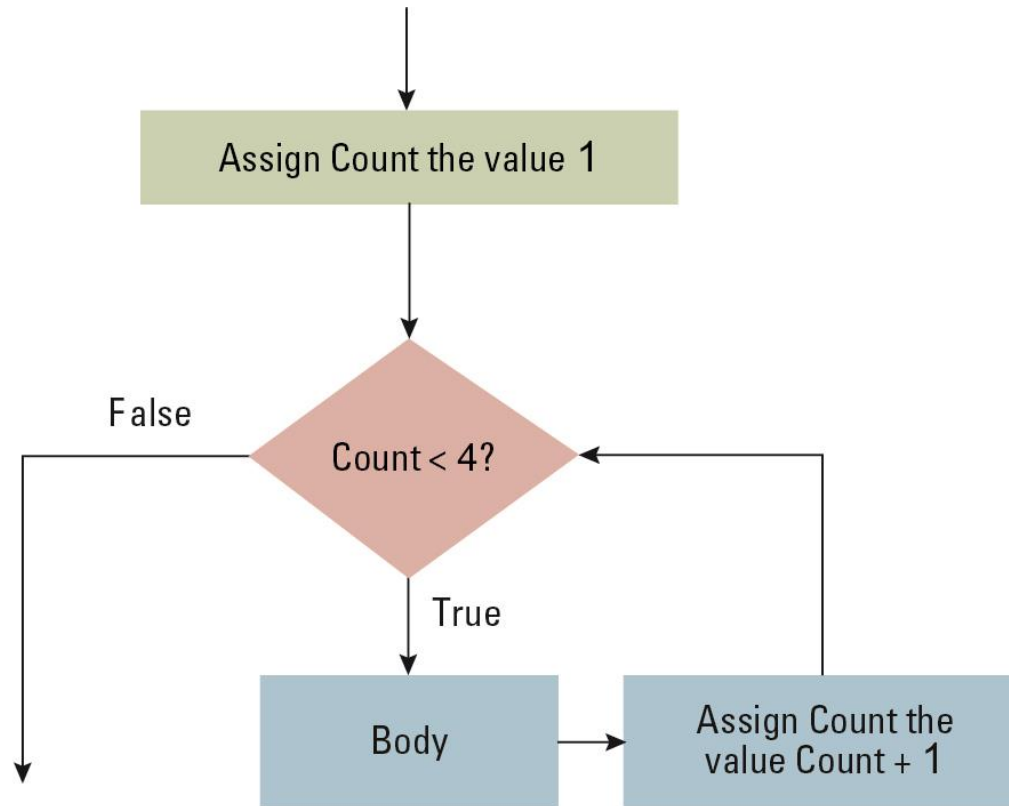 Assign Count the value 1
False
Count < 4?
True
Body
Assign Count the
value Count + 1